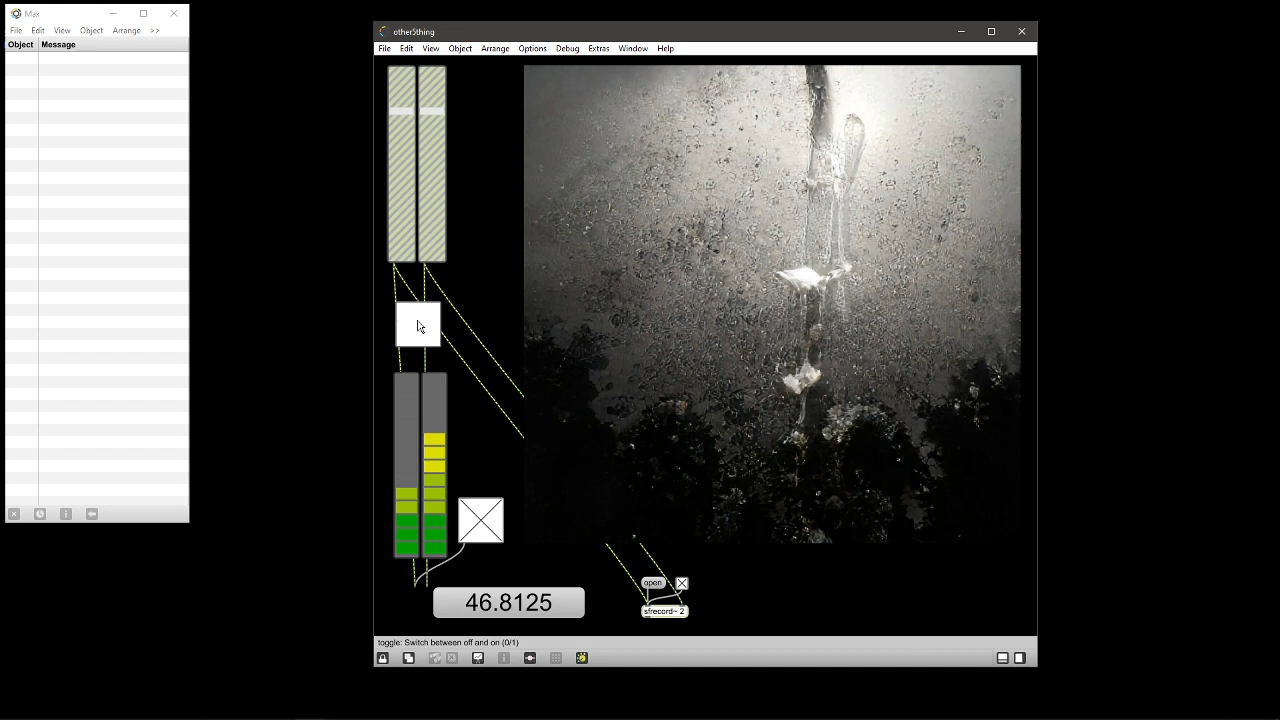 Max
File Edit View Object Arrange >>
Object Message
other5thing
File Edit View Object Arrange Options Debug Extras Window Help
46.8125
open
sfrecord~ 2
toggle: Switch between off and on (0/1)